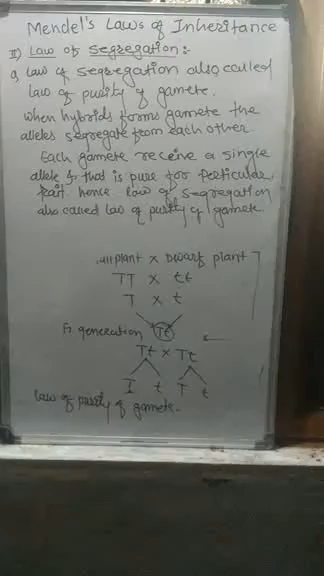 Mendel's Laws of Inheritance
II) Law of segregation:
law of segregation also called
law of purity of gamete.
when hybrids forms gamete the
alleles segregate from each other.
Each gamete receive a single
allele & that is pure for perticular
hence law of segregation
also called law of purity of gamete
plant x Dwarf plant
TT x tt
T x t
F1 generation Tt
Tt x Tt
T t T t
law of purity of gamets.